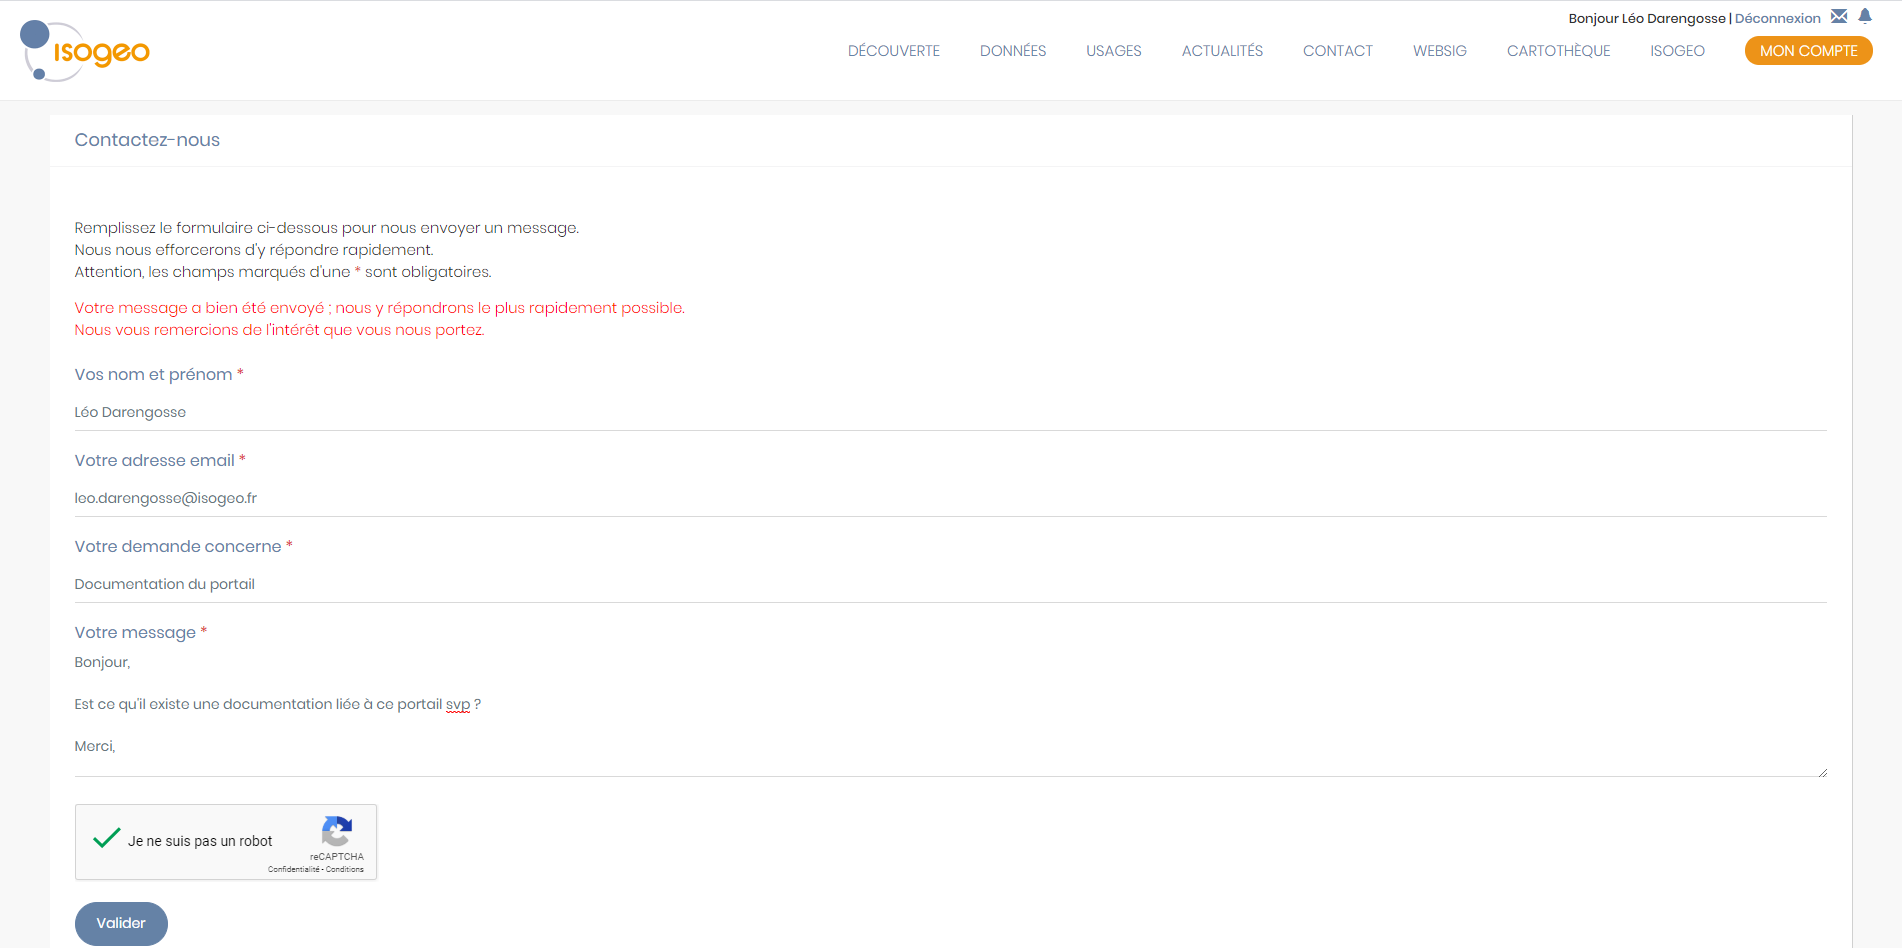 Bonjour Léo Darengosse | Déconnexion
isogeo
DÉCOUVERTE DONNÉES USAGES ACTUALITÉS CONTACT WEBSIG CARTOTHÈQUE ISOGEO MON COMPTE
Contactez-nous
Remplissez le formulaire ci-dessous pour nous envoyer un message.
Nous nous efforcerons d'y répondre rapidement.
Attention, les champs marqués d'une * sont obligatoires.
Votre message a bien été envoyé ; nous y répondrons le plus rapidement possible.
Nous vous remercions de l'intérêt que vous nous portez.
Vos nom et prénom *
Léo Darengosse
Votre adresse email *
leo.darengosse@isogeo.fr
Votre demande concerne *
Documentation du portail
Votre message *
Bonjour,
Est ce qu'il existe une documentation liée à ce portail svp ?
Merci,
Je ne suis pas un robot
reCAPTCHA
Confidentialité - Conditions
Valider